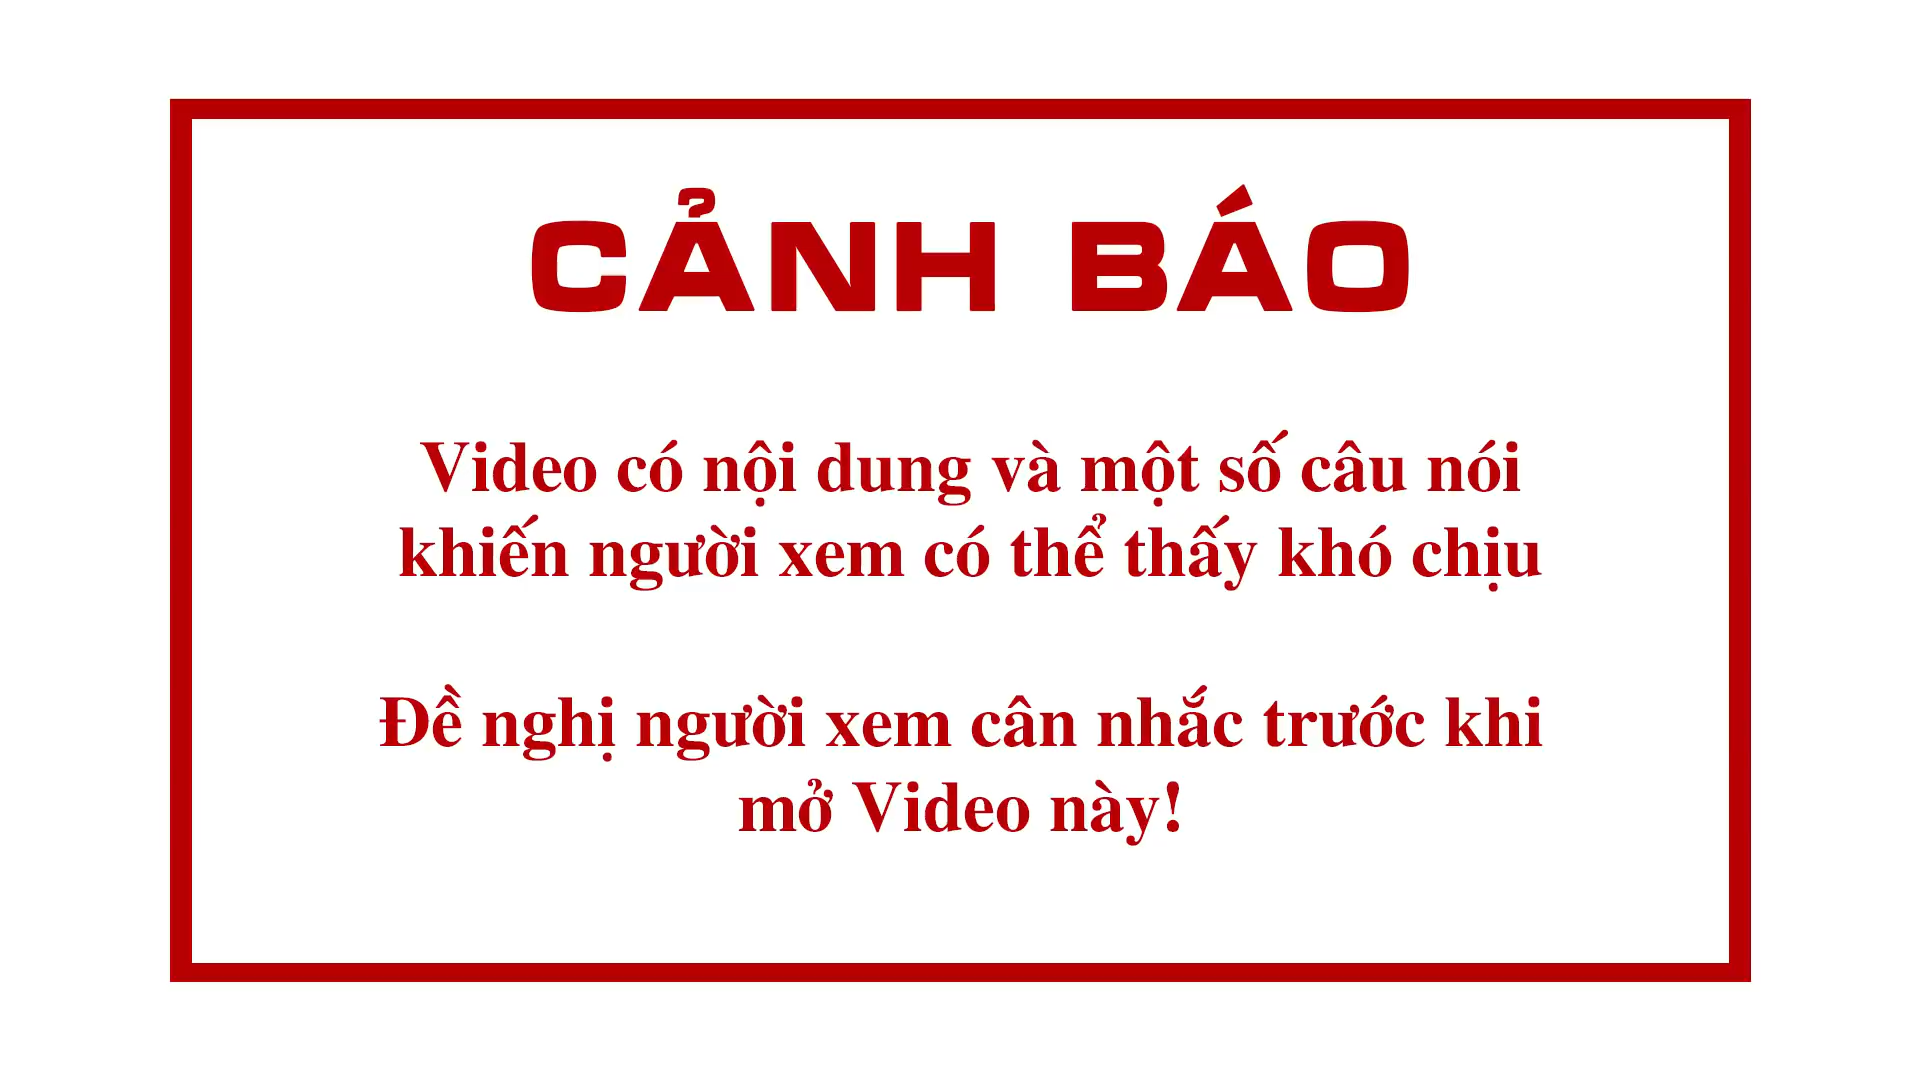 CẢNH BÁO
Video có nội dung và một số câu nói
khiến người xem có thể thấy khó chịu
Đề nghị người xem cân nhắc trước khi
mở Video này!